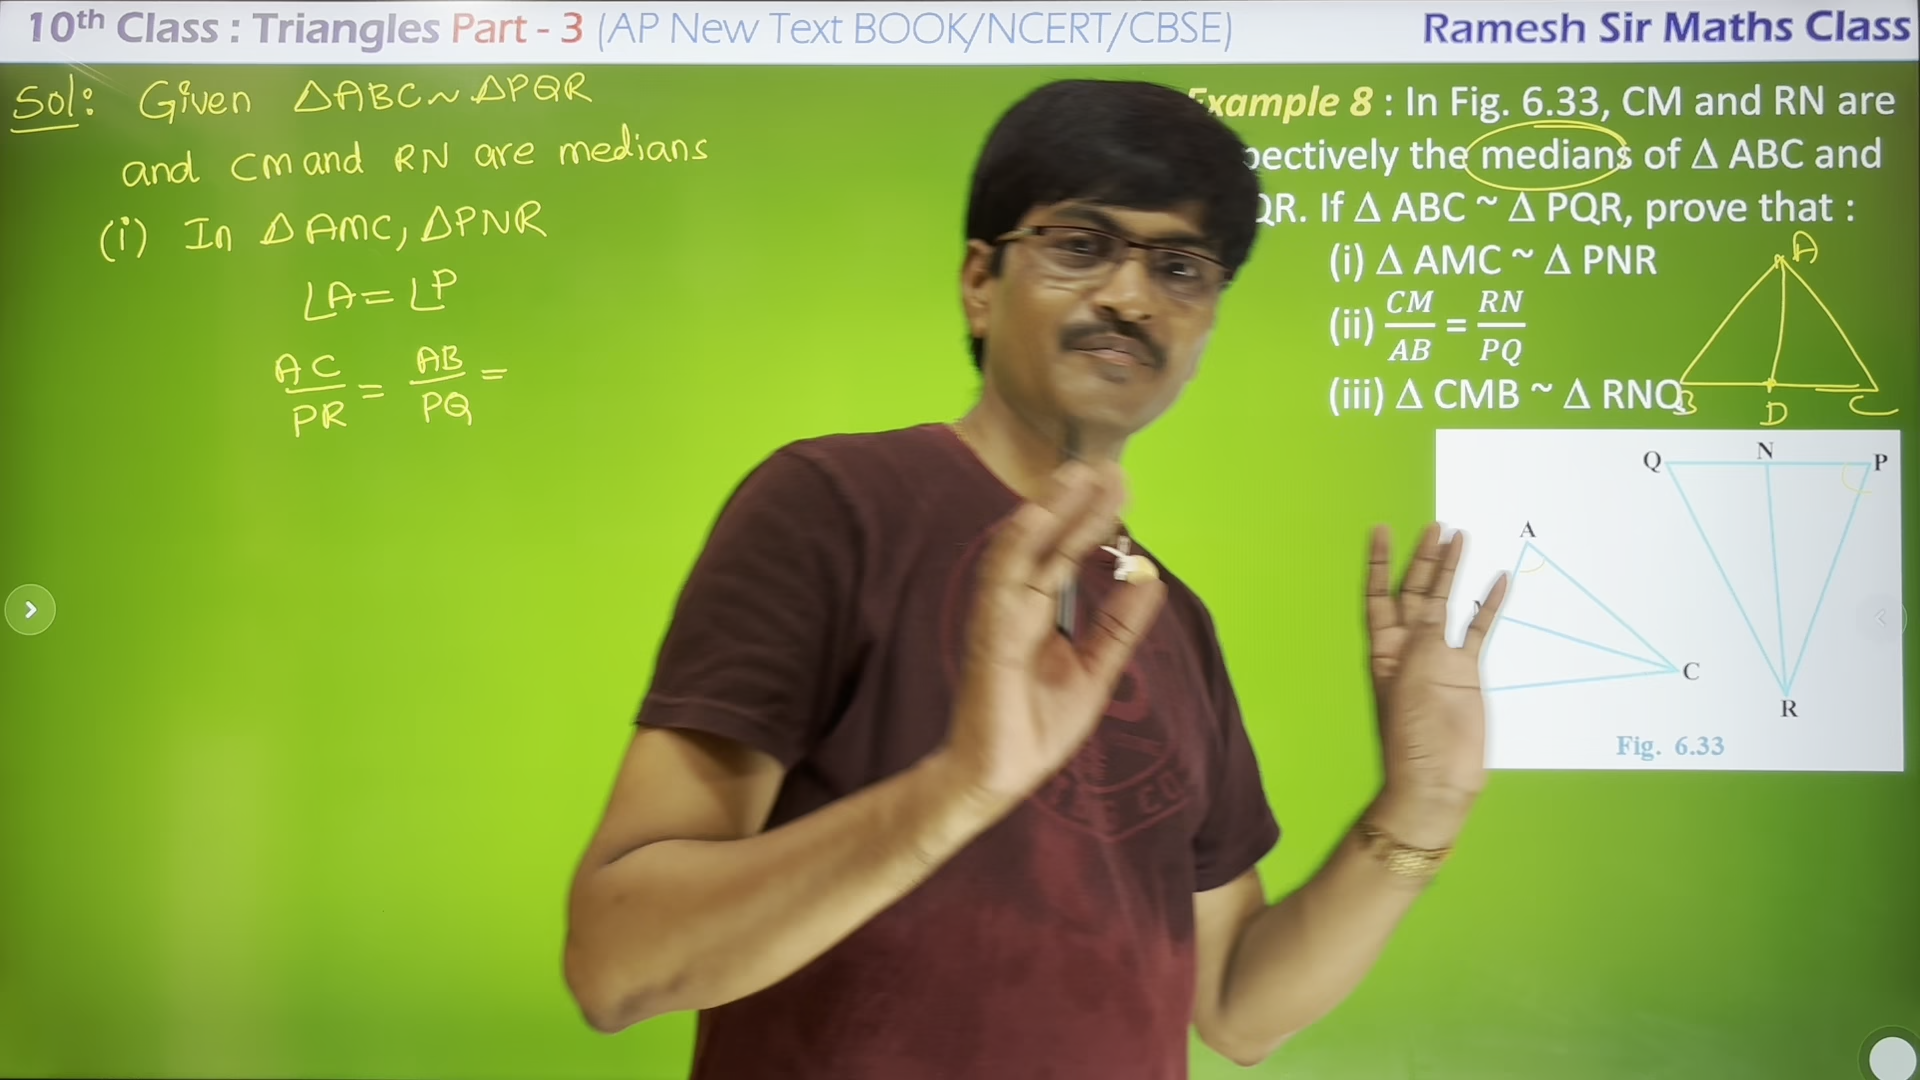 10th Class : Triangles Part - 3 (AP New Text BOOK/NCERT/CBSE)
Ramesh Sir Maths Class
Sol: Given ΔABC ~ ΔPQR
and CM and RN are medians
(i) In ΔAMC, ΔPNR
∠A = ∠P
AC/PR = AB/PQ =
Example 8 : In Fig. 6.33, CM and RN are
the medians of Δ ABC and
QR. If Δ ABC ~ Δ PQR, prove that :
(i) Δ AMC ~ Δ PNR
(ii) CM/AB = RN/PQ
(iii) Δ CMB ~ Δ RNQ
A
B D C
Q N P
A
C
R
Fig. 6.33